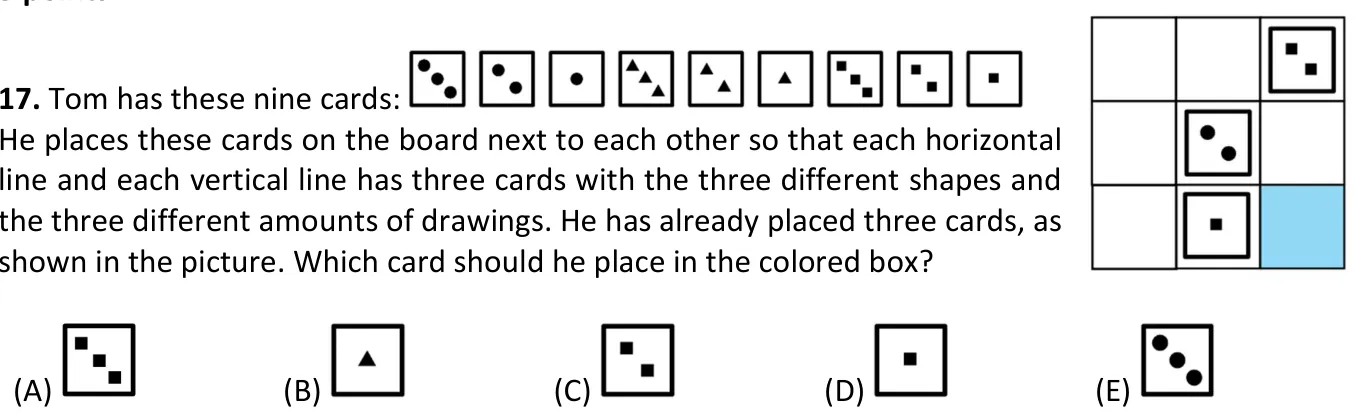 17. Tom has these nine cards:
He places these cards on the board next to each other so that each horizontal
line and each vertical line has three cards with the three different shapes and
the three different amounts of drawings. He has already placed three cards, as
shown in the picture. Which card should he place in the colored box?
(A) (B) (C) (D) (E)